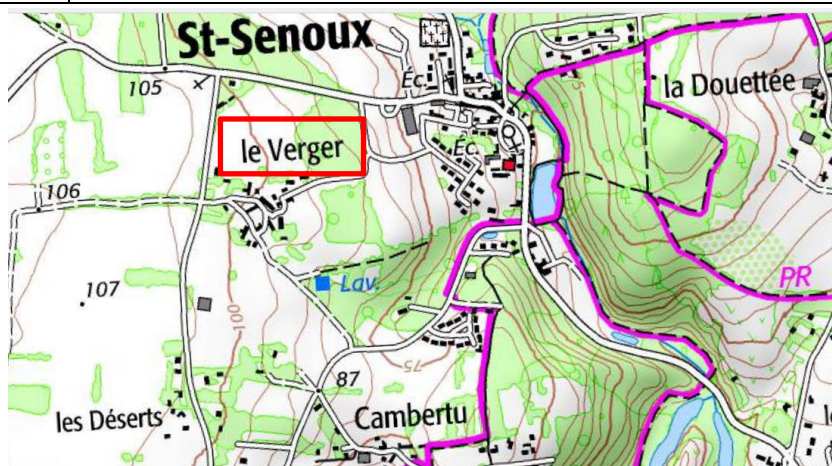 St-Senoux
105
Éc.
la Douettée
le Verger
Éc.
106
Lav.
PR
107
100
75
87
les Déserts
Cambertu